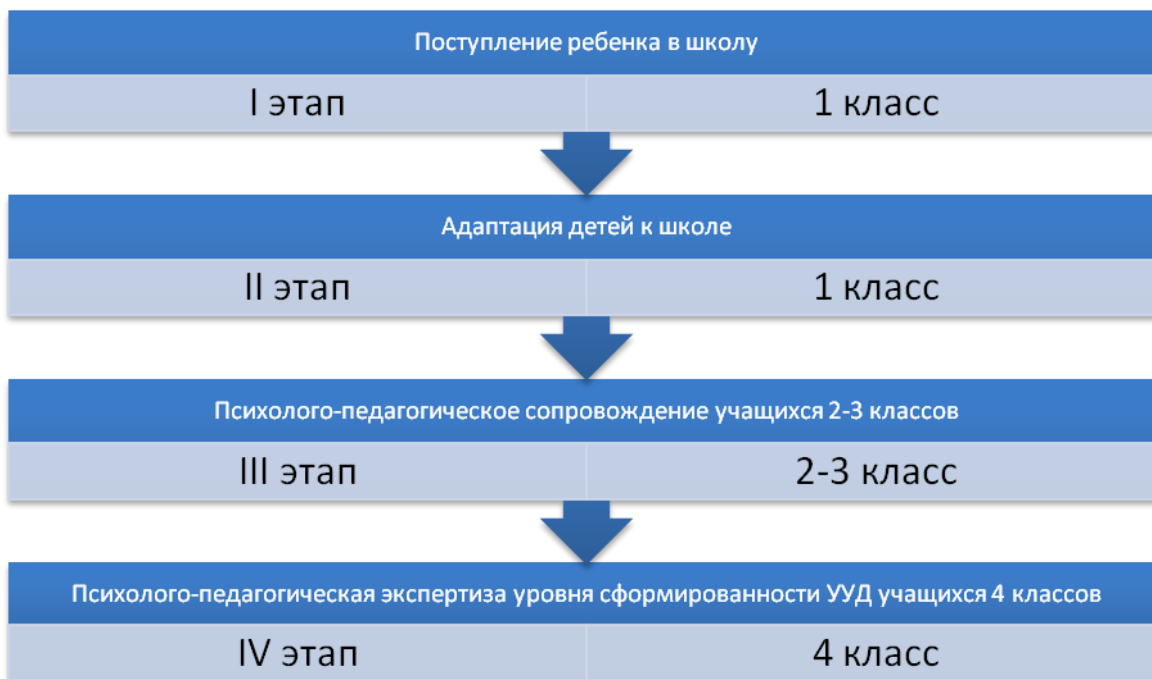 Поступление ребенка в школу
I этап 1 класс
Адаптация детей к школе
II этап 1 класс
Психолого-педагогическое сопровождение учащихся 2-3 классов
III этап 2-3 класс
Психолого-педагогическая экспертиза уровня сформированности УУД учащихся 4 классов
IV этап 4 класс